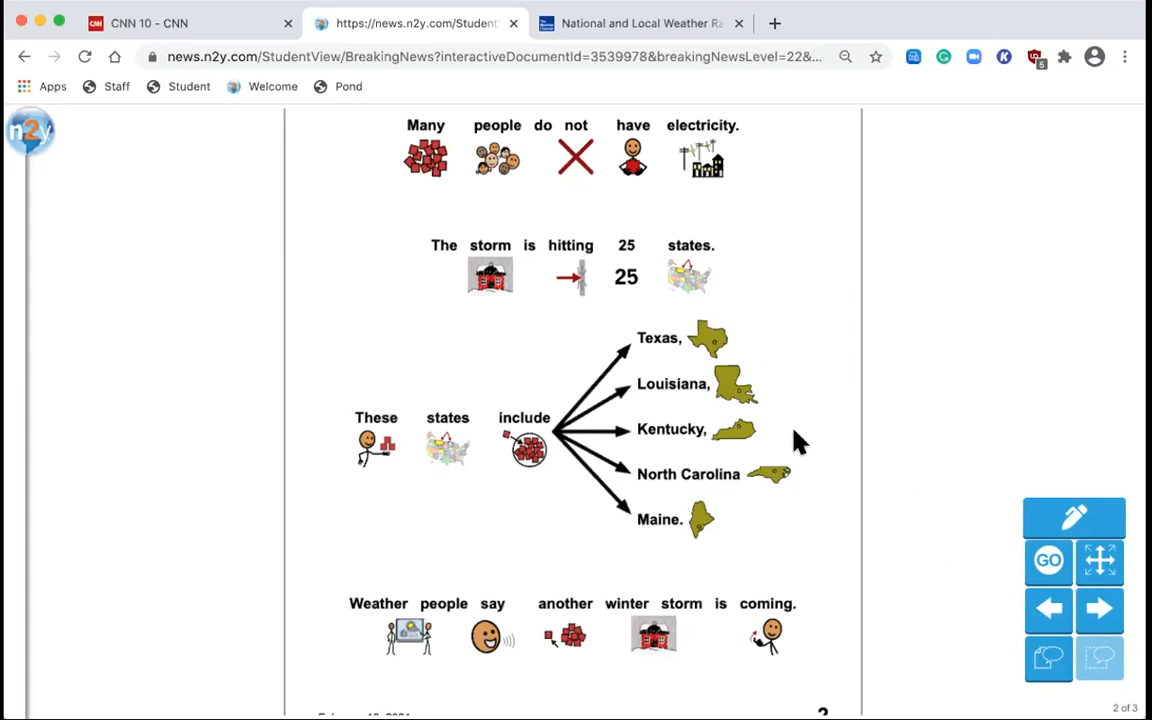 CNN 10 - CNN
https://news.n2y.com/Student
National and Local Weather Ra
news.n2y.com/StudentView/BreakingNews?interactiveDocumentId=3539978&breakingNewsLevel=22&...
5
Apps Staff Student Welcome Pond
n2y
Many people do not have electricity.
The storm is hitting 25 states.
25
Texas,
Louisiana,
These states include
Kentucky,
North Carolina
Maine.
GO
Weather people say another winter storm is coming.
2 of 3